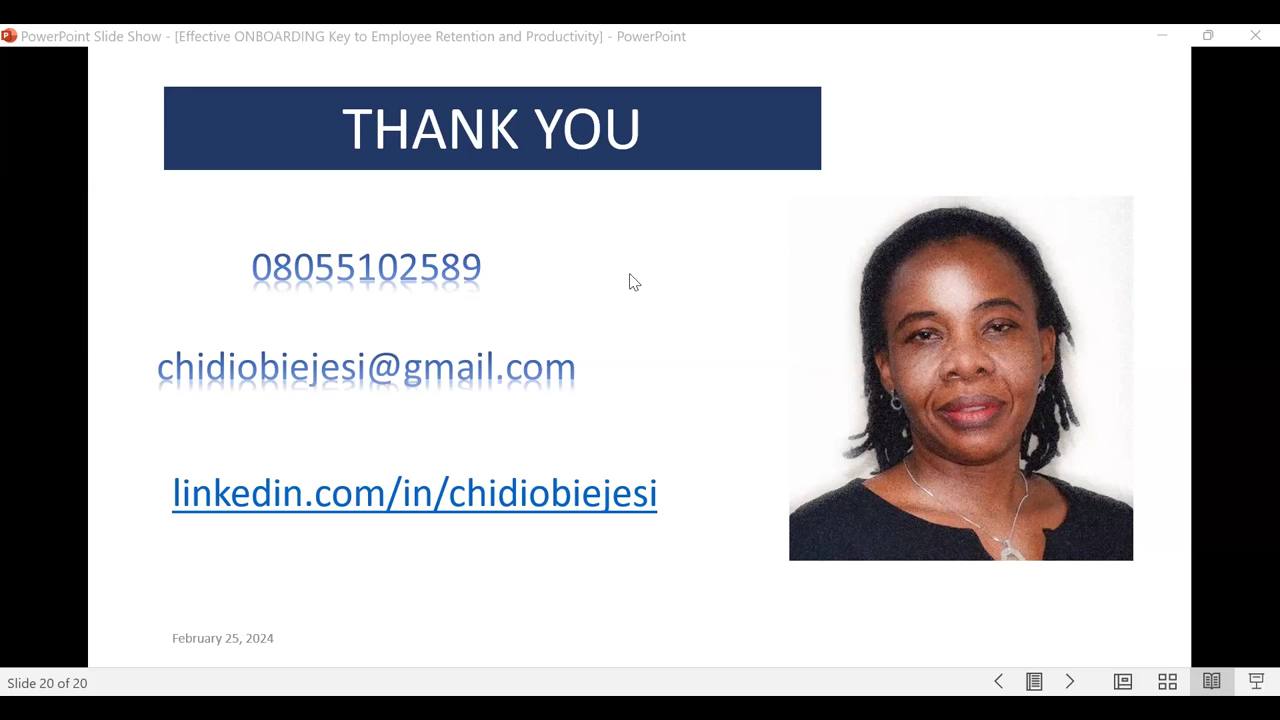 PowerPoint Slide Show - [Effective ONBOARDING Key to Employee Retention and Productivity] - PowerPoint
THANK YOU
08055102589
chidiobiejesi@gmail.com
linkedin.com/in/chidiobiejesi
February 25, 2024
Slide 20 of 20